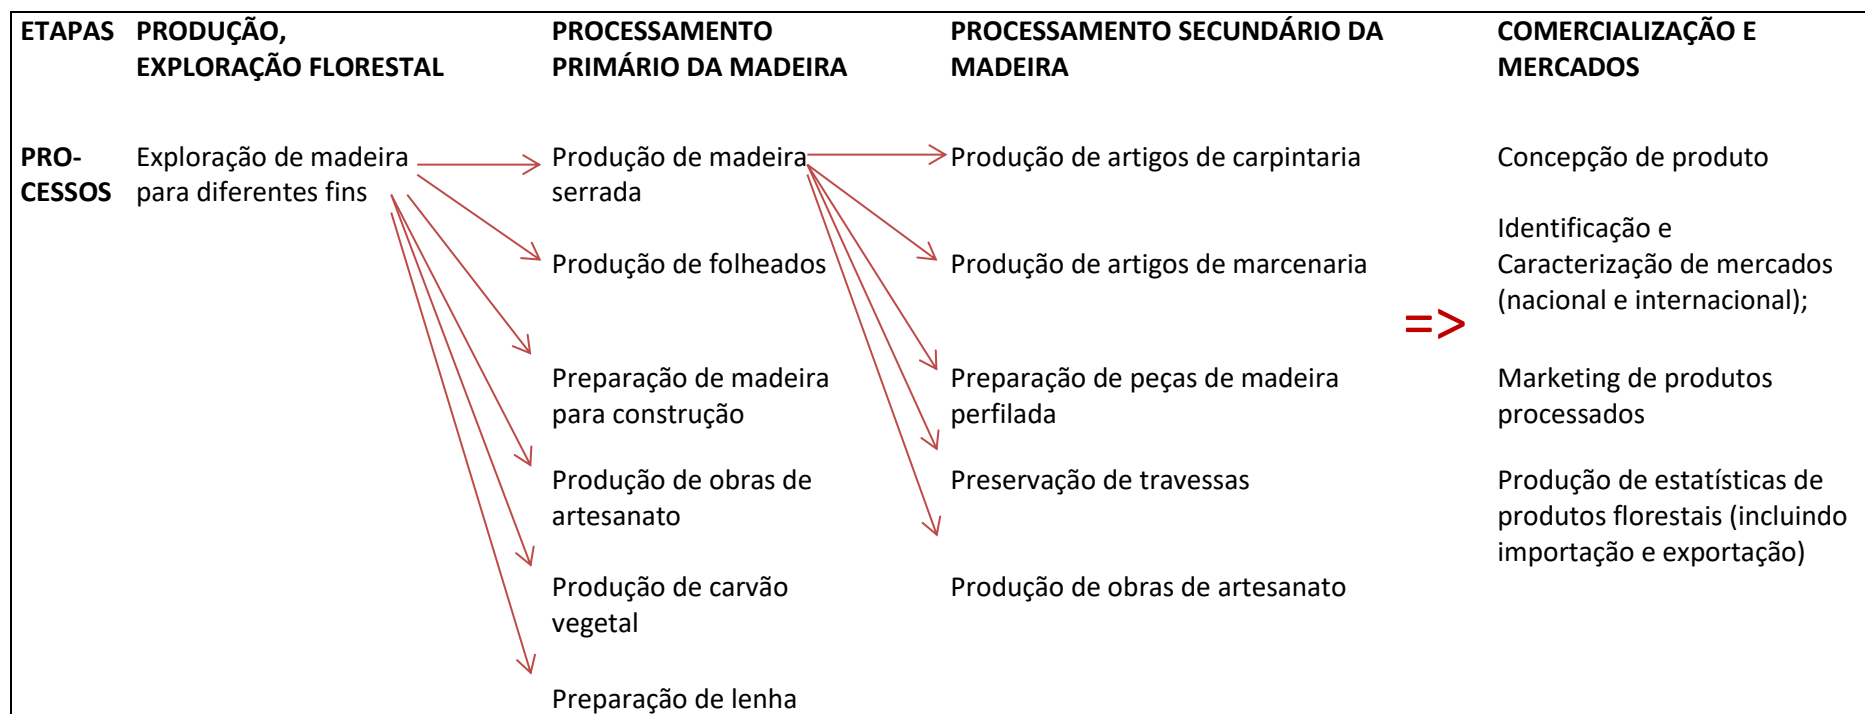 ETAPAS PRODUÇÃO, EXPLORAÇÃO FLORESTAL
PROCESSAMENTO PRIMÁRIO DA MADEIRA
PROCESSAMENTO SECUNDÁRIO DA MADEIRA
COMERCIALIZAÇÃO E MERCADOS
PRO-
CESSOS
Exploração de madeira
para diferentes fins
Produção de madeira
serrada
Produção de folheados
Preparação de madeira
para construção
Produção de obras de
artesanato
Produção de carvão
vegetal
Preparação de lenha
Produção de artigos de carpintaria
Produção de artigos de marcenaria
Preparação de peças de madeira
perfilada
Preservação de travessas
Produção de obras de artesanato
=>
Concepção de produto
Identificação e
Caracterização de mercados
(nacional e internacional);
Marketing de produtos
processados
Produção de estatísticas de
produtos florestais (incluindo
importação e exportação)